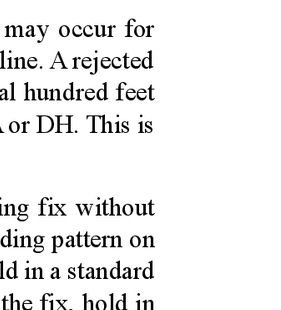 may occur for
line. A rejected
al hundred feet
or DH. This is
ing fix without
ding pattern on
ld in a standard
the fix, hold in